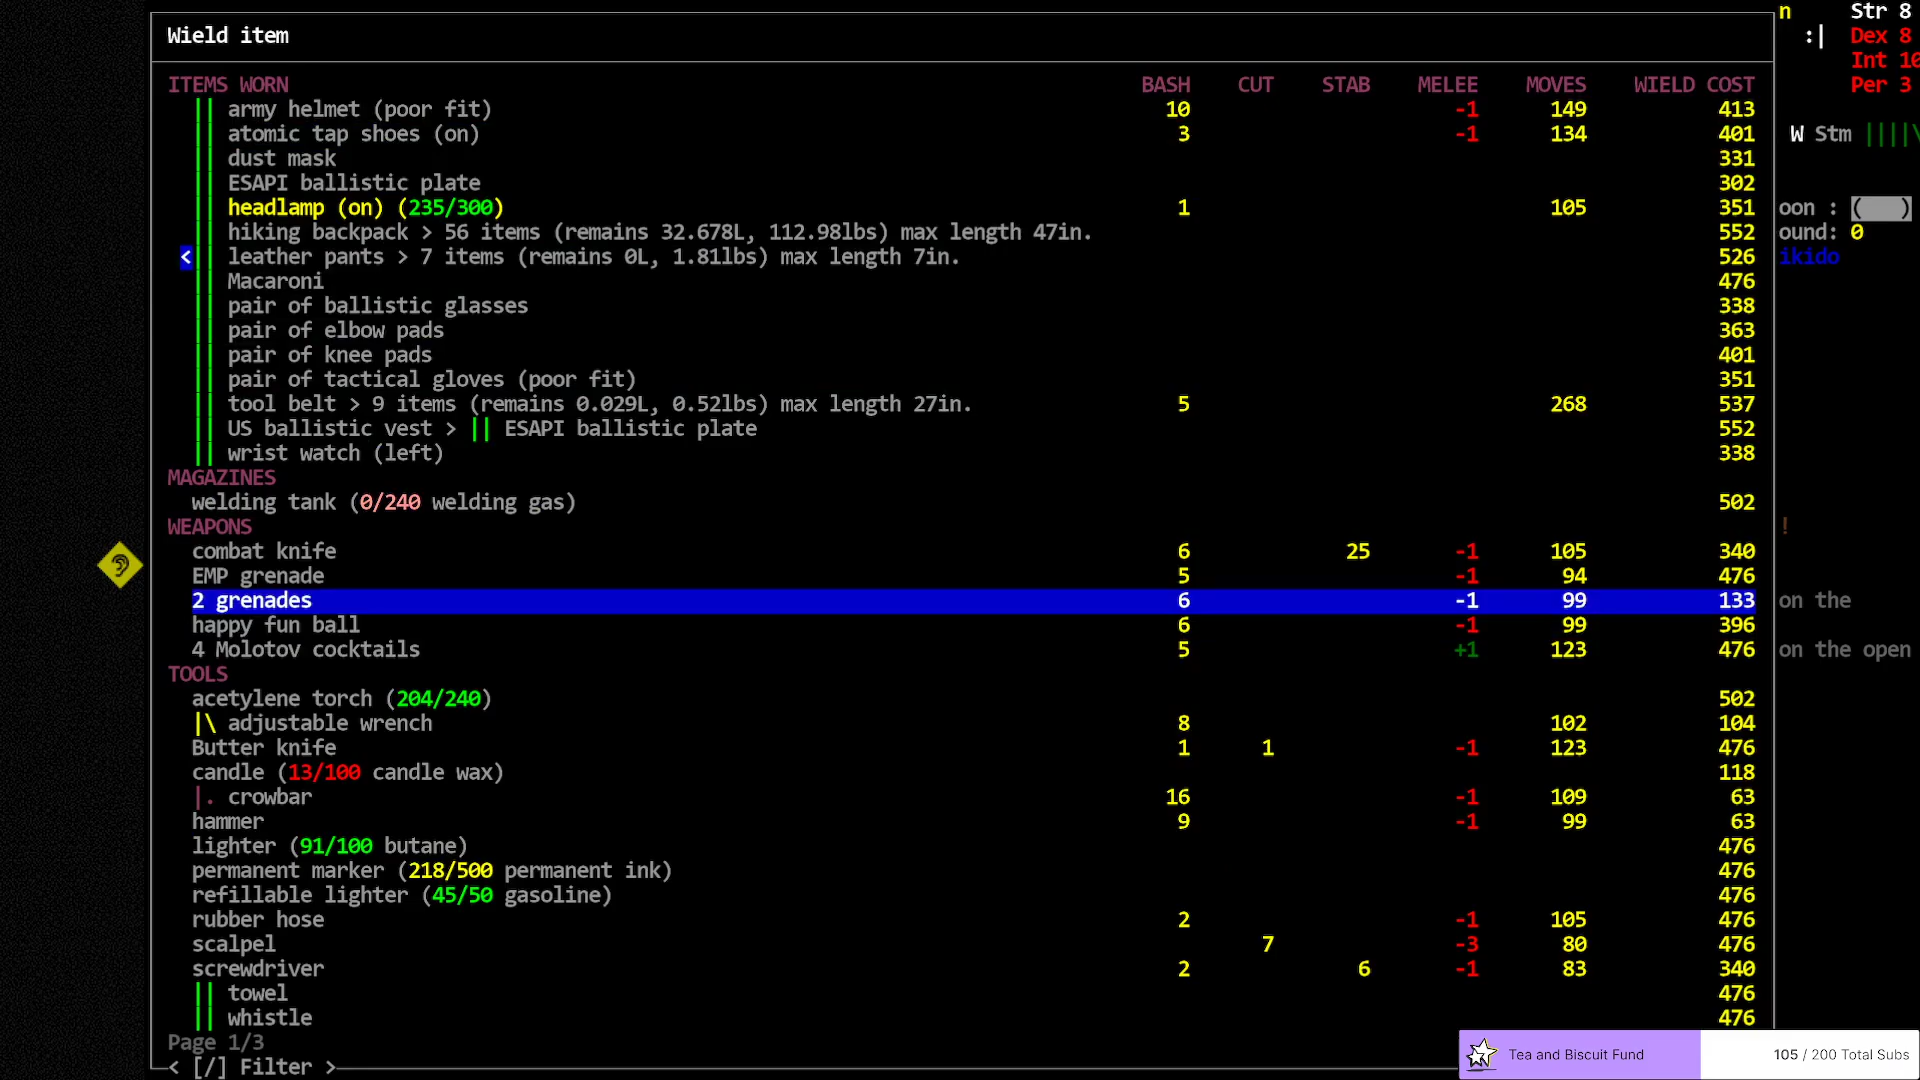 Wield item
ITEMS WORN BASH CUT STAB MELEE MOVES WIELD COST
|| army helmet (poor fit) 10 -1 149 413
|| atomic tap shoes (on) 3 -1 134 401
|| dust mask 331
|| ESAPI ballistic plate 302
|| headlamp (on) (235/300) 1 105 351
|| hiking backpack > 56 items (remains 32.678L, 112.98lbs) max length 47in. 552
< || leather pants > 7 items (remains 0L, 1.81lbs) max length 7in. 526
|| Macaroni 476
|| pair of ballistic glasses 338
|| pair of elbow pads 363
|| pair of knee pads 401
|| pair of tactical gloves (poor fit) 351
|| tool belt > 9 items (remains 0.029L, 0.52lbs) max length 27in. 5 268 537
|| US ballistic vest > || ESAPI ballistic plate 552
|| wrist watch (left) 338
MAGAZINES
welding tank (0/240 welding gas) 502
WEAPONS
combat knife 6 25 -1 105 340
EMP grenade 5 -1 94 476
2 grenades 6 -1 99 133
happy fun ball 6 -1 99 396
4 Molotov cocktails 5 +1 123 476
TOOLS
acetylene torch (204/240) 502
|\ adjustable wrench 8 102 104
Butter knife 1 1 -1 123 476
candle (13/100 candle wax) 118
|. crowbar 16 -1 109 63
hammer 9 -1 99 63
lighter (91/100 butane) 476
permanent marker (218/500 permanent ink) 476
refillable lighter (45/50 gasoline) 476
rubber hose 2 -1 105 476
scalpel 7 -3 80 476
screwdriver 2 6 -1 83 340
|| towel 476
|| whistle 476
Page 1/3
< [/] Filter >
n Str 8
:| Dex 8
Int 10
Per 3
W Stm ||||\
oon : ( )
ound: 0
ikido
!
on the
on the open
Tea and Biscuit Fund 105 / 200 Total Subs